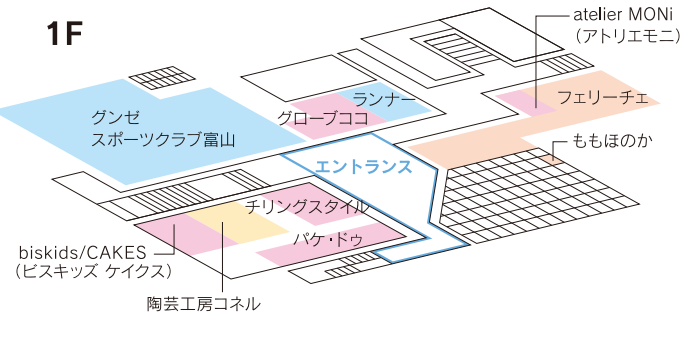 1F
atelier MONi
（アトリエモニ）
グンゼ
スポーツクラブ富山
ランナー
グローブココ
フェリーチェ
ももほのか
エントランス
チリングスタイル
パケ・ドゥ
biskids/CAKES
（ビスキッズ ケイクス）
陶芸工房コネル